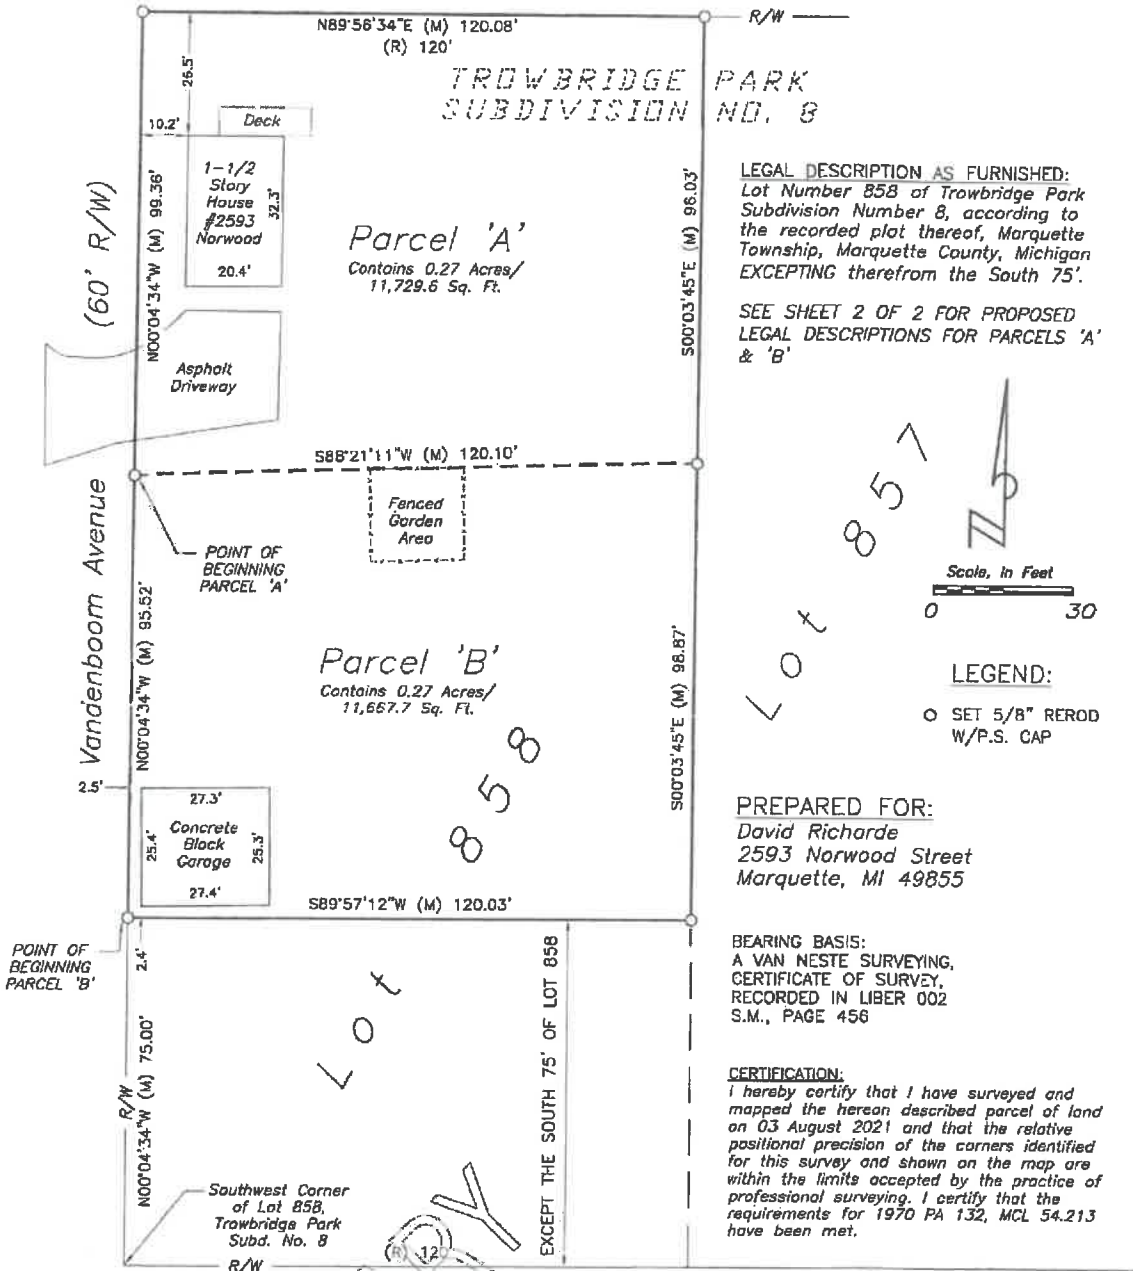 R/W
N89°56'34"E (M) 120.08'
(R) 120'
TROWBRIDGE PARK
SUBDIVISION NO. 8
26.5'
Deck
10.2'
1-1/2
Story
House
#2593
Norwood
32.3'
20.4'
(60' R/W)
N00°04'34"W (M) 99.36'
Parcel 'A'
Contains 0.27 Acres/
11,729.6 Sq. Ft.
S00°03'45"E (M) 96.03'
LEGAL DESCRIPTION AS FURNISHED:
Lot Number 858 of Trowbridge Park
Subdivision Number 8, according to
the recorded plat thereof, Marquette
Township, Marquette County, Michigan
EXCEPTING therefrom the South 75'.
SEE SHEET 2 OF 2 FOR PROPOSED
LEGAL DESCRIPTIONS FOR PARCELS 'A'
& 'B'
Asphalt
Driveway
S88°21'11"W (M) 120.10'
Fenced
Garden
Area
POINT OF
BEGINNING
PARCEL 'A'
Vandenboom Avenue
N00°04'34"W (M) 95.52'
Lot 857
N
Scale, In Feet
0 30
Parcel 'B'
Contains 0.27 Acres/
11,667.7 Sq. Ft.
S00°03'45"E (M) 98.87'
LEGEND:
SET 5/8" REROD
W/P.S. CAP
2.5'
27.3'
Concrete
Block
Garage
25.4'
25.3'
27.4'
Lot 858
PREPARED FOR:
David Richarde
2593 Norwood Street
Marquette, MI 49855
S89°57'12"W (M) 120.03'
POINT OF
BEGINNING
PARCEL 'B'
2.4'
N00°04'34"W (M) 75.00'
R/W
EXCEPT THE SOUTH 75' OF LOT 858
BEARING BASIS:
A VAN NESTE SURVEYING,
CERTIFICATE OF SURVEY,
RECORDED IN LIBER 002
S.M., PAGE 456
CERTIFICATION:
I hereby certify that I have surveyed and
mapped the hereon described parcel of land
on 03 August 2021 and that the relative
positional precision of the corners identified
for this survey and shown on the map are
within the limits accepted by the practice of
professional surveying. I certify that the
requirements for 1970 PA 132, MCL 54.213
have been met.
Southwest Corner
of Lot 858,
Trowbridge Park
Subd. No. 8
(R) 120
R/W